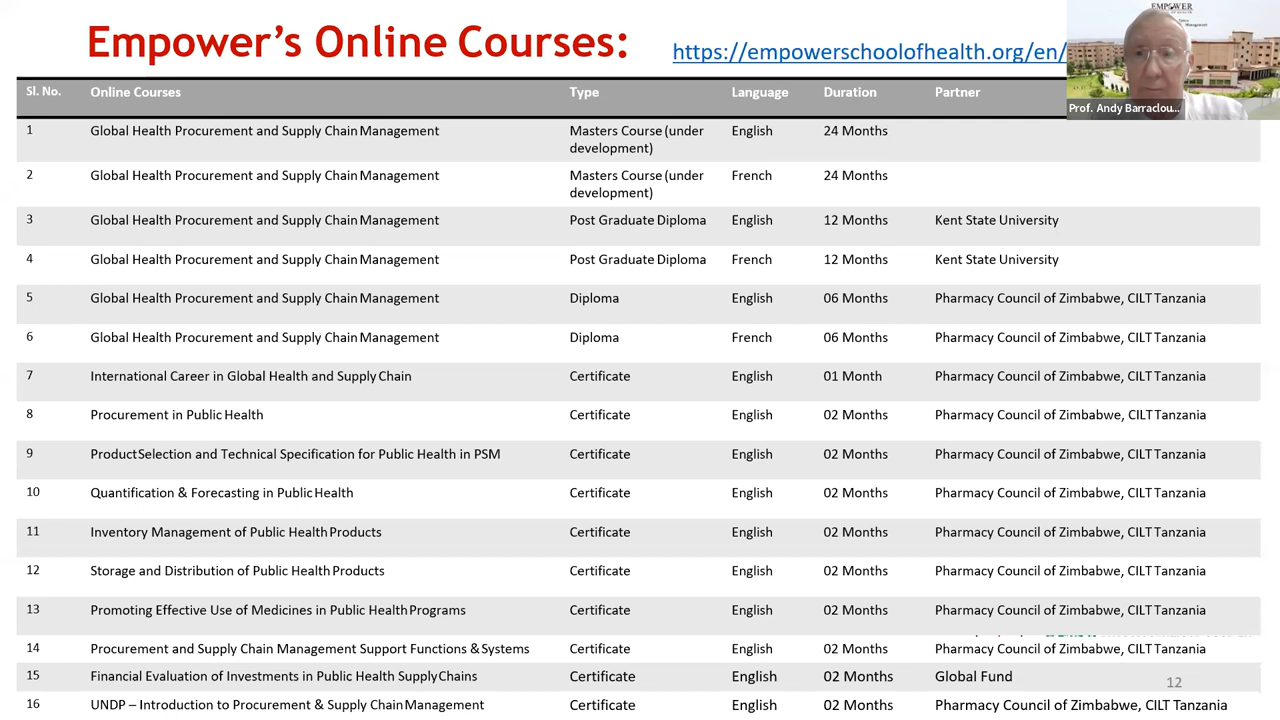 Empower's Online Courses:
https://empowerschoolofhealth.org/en/
EMPOWER
Prof. Andy Barraclou...
Sl. No. Online Courses Type Language Duration Partner
1 Global Health Procurement and Supply Chain Management Masters Course (under development) English 24 Months
2 Global Health Procurement and Supply Chain Management Masters Course (under development) French 24 Months
3 Global Health Procurement and Supply Chain Management Post Graduate Diploma English 12 Months Kent State University
4 Global Health Procurement and Supply Chain Management Post Graduate Diploma French 12 Months Kent State University
5 Global Health Procurement and Supply Chain Management Diploma English 06 Months Pharmacy Council of Zimbabwe, CILT Tanzania
6 Global Health Procurement and Supply Chain Management Diploma French 06 Months Pharmacy Council of Zimbabwe, CILT Tanzania
7 International Career in Global Health and Supply Chain Certificate English 01 Month Pharmacy Council of Zimbabwe, CILT Tanzania
8 Procurement in Public Health Certificate English 02 Months Pharmacy Council of Zimbabwe, CILT Tanzania
9 Product Selection and Technical Specification for Public Health in PSM Certificate English 02 Months Pharmacy Council of Zimbabwe, CILT Tanzania
10 Quantification & Forecasting in Public Health Certificate English 02 Months Pharmacy Council of Zimbabwe, CILT Tanzania
11 Inventory Management of Public Health Products Certificate English 02 Months Pharmacy Council of Zimbabwe, CILT Tanzania
12 Storage and Distribution of Public Health Products Certificate English 02 Months Pharmacy Council of Zimbabwe, CILT Tanzania
13 Promoting Effective Use of Medicines in Public Health Programs Certificate English 02 Months Pharmacy Council of Zimbabwe, CILT Tanzania
14 Procurement and Supply Chain Management Support Functions & Systems Certificate English 02 Months Pharmacy Council of Zimbabwe, CILT Tanzania
15 Financial Evaluation of Investments in Public Health Supply Chains Certificate English 02 Months Global Fund
12
16 UNDP – Introduction to Procurement & Supply Chain Management Certificate English 02 Months Pharmacy Council of Zimbabwe, CILT Tanzania